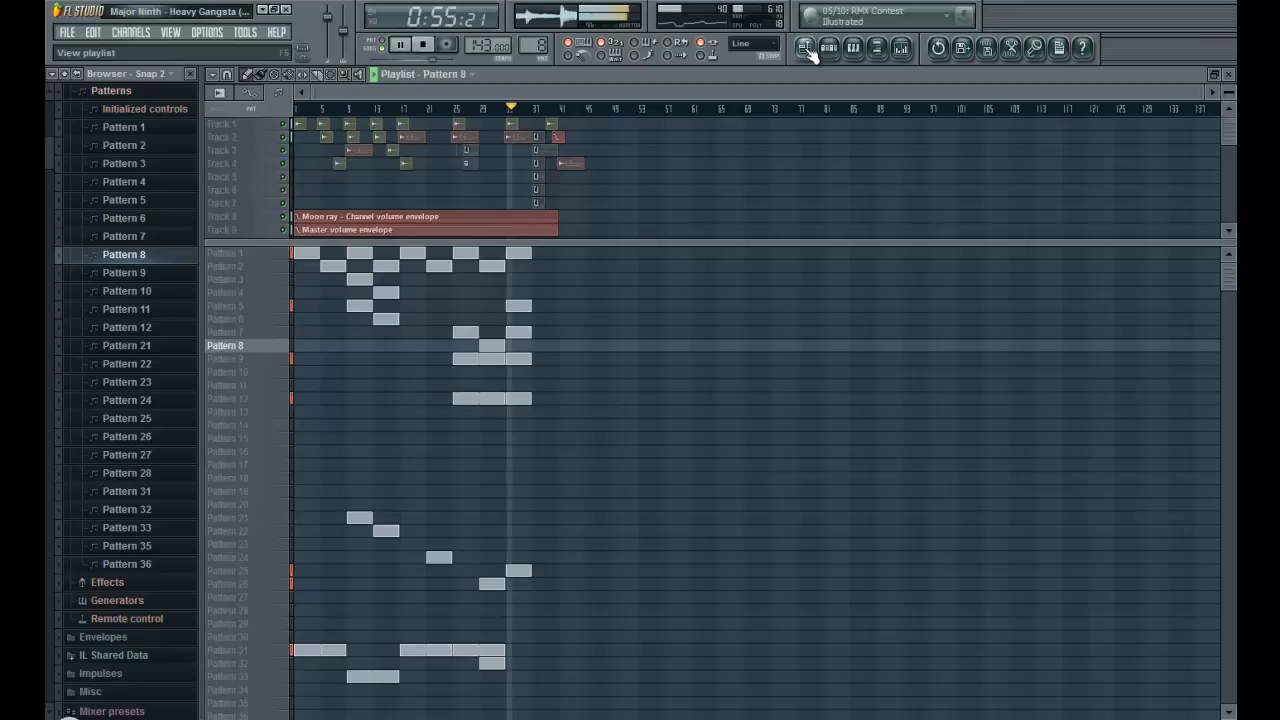 FL STUDIO
Major Ninth - Heavy Gangsta (
FILE EDIT CHANNELS VIEW OPTIONS TOOLS HELP
View playlist F5
0:55:21
143.000
8
40
610
18
Line
05/10: RMX Contest
Illustrated
Browser - Snap 2
Playlist - Pattern 8
Patterns
Initialized controls
Pattern 1
Pattern 2
Pattern 3
Pattern 4
Pattern 5
Pattern 6
Pattern 7
Pattern 8
Pattern 9
Pattern 10
Pattern 11
Pattern 12
Pattern 21
Pattern 22
Pattern 23
Pattern 24
Pattern 25
Pattern 26
Pattern 27
Pattern 28
Pattern 31
Pattern 32
Pattern 33
Pattern 35
Pattern 36
Effects
Generators
Remote control
Envelopes
IL Shared Data
Impulses
Misc
Mixer presets
Track 1
Track 2
Track 3
Track 4
Track 5
Track 6
Track 7
Track 8
Track 9
Moon ray - Channel volume envelope
Master volume envelope
Pattern 1
Pattern 2
Pattern 3
Pattern 4
Pattern 5
Pattern 6
Pattern 7
Pattern 8
Pattern 9
Pattern 10
Pattern 11
Pattern 12
Pattern 13
Pattern 14
Pattern 15
Pattern 16
Pattern 17
Pattern 18
Pattern 19
Pattern 20
Pattern 21
Pattern 22
Pattern 23
Pattern 24
Pattern 25
Pattern 26
Pattern 27
Pattern 28
Pattern 29
Pattern 30
Pattern 31
Pattern 32
Pattern 33
Pattern 34
Pattern 35
Pattern 36